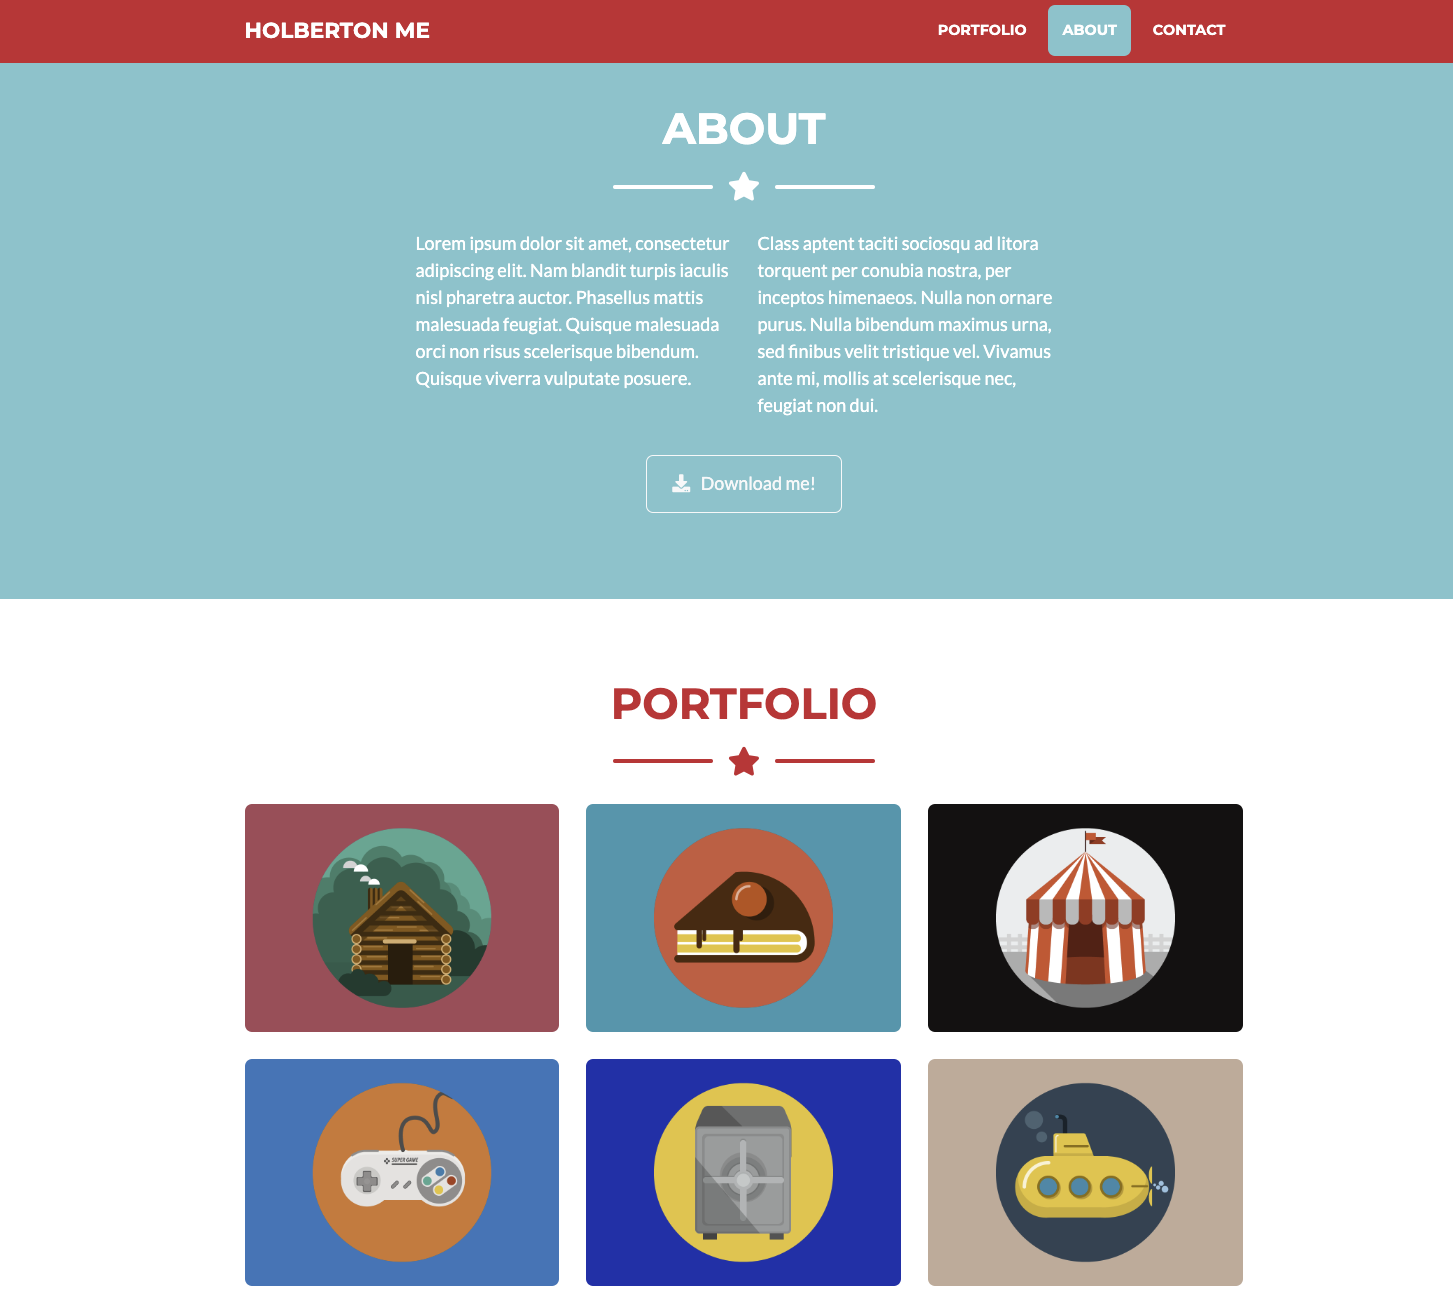 HOLBERTON ME
PORTFOLIO
ABOUT
CONTACT
ABOUT
Lorem ipsum dolor sit amet, consectetur
adipiscing elit. Nam blandit turpis iaculis
nisl pharetra auctor. Phasellus mattis
malesuada feugiat. Quisque malesuada
orci non risus scelerisque bibendum.
Quisque viverra vulputate posuere.
Class aptent taciti sociosqu ad litora
torquent per conubia nostra, per
inceptos himenaeos. Nulla non ornare
purus. Nulla bibendum maximus urna,
sed finibus velit tristique vel. Vivamus
ante mi, mollis at scelerisque nec,
feugiat non dui.
Download me!
PORTFOLIO
SUPER GAME